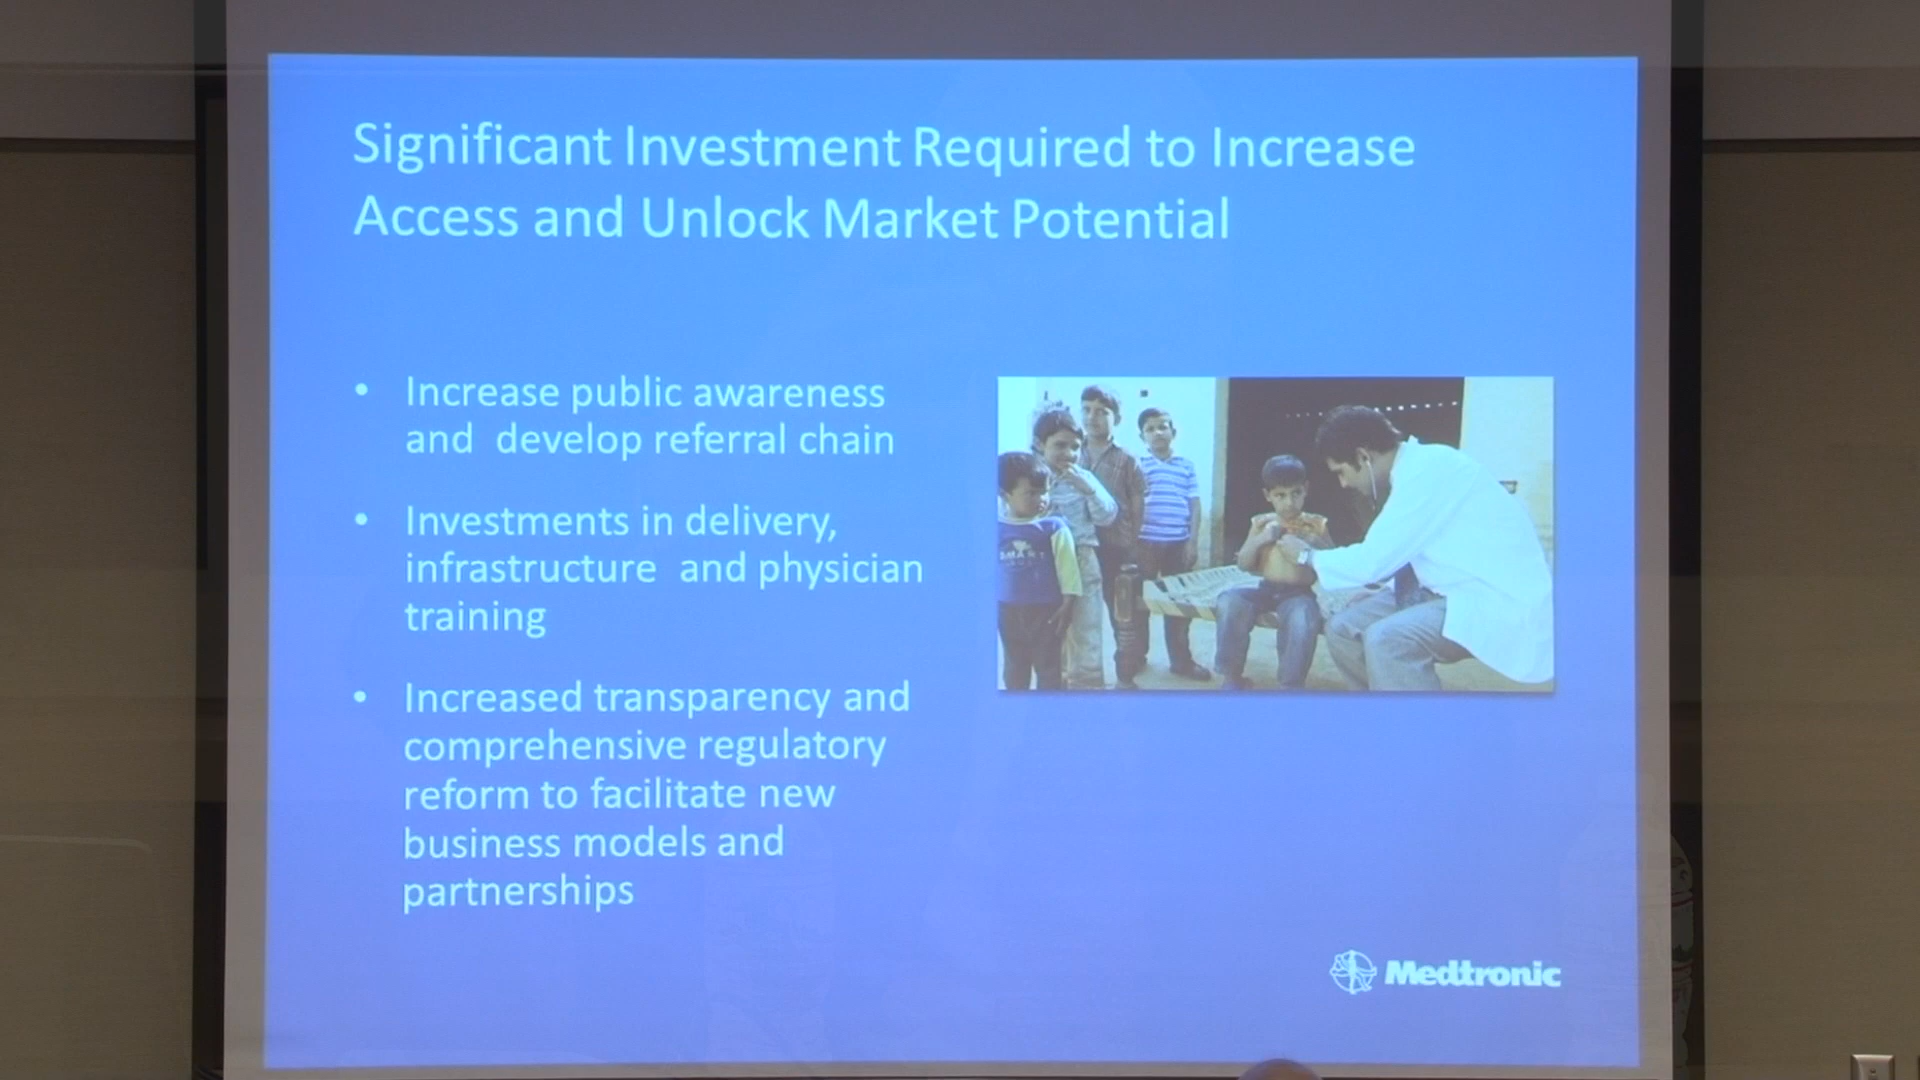 Significant Investment Required to Increase
Access and Unlock Market Potential
• Increase public awareness
and develop referral chain
• Investments in delivery,
infrastructure and physician
training
• Increased transparency and
comprehensive regulatory
reform to facilitate new
business models and
partnerships
SMART
Medtronic